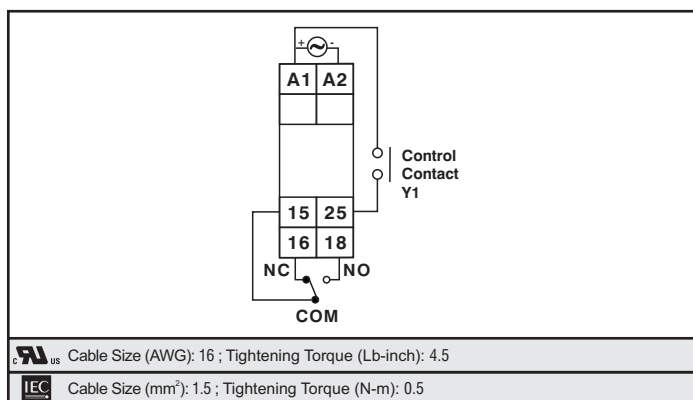 + -
A1 A2
Control
Contact
Y1
15 25
16 18
NC NO
COM
c RU us Cable Size (AWG): 16 ; Tightening Torque (Lb-inch): 4.5
IEC Cable Size (mm²): 1.5 ; Tightening Torque (N-m): 0.5